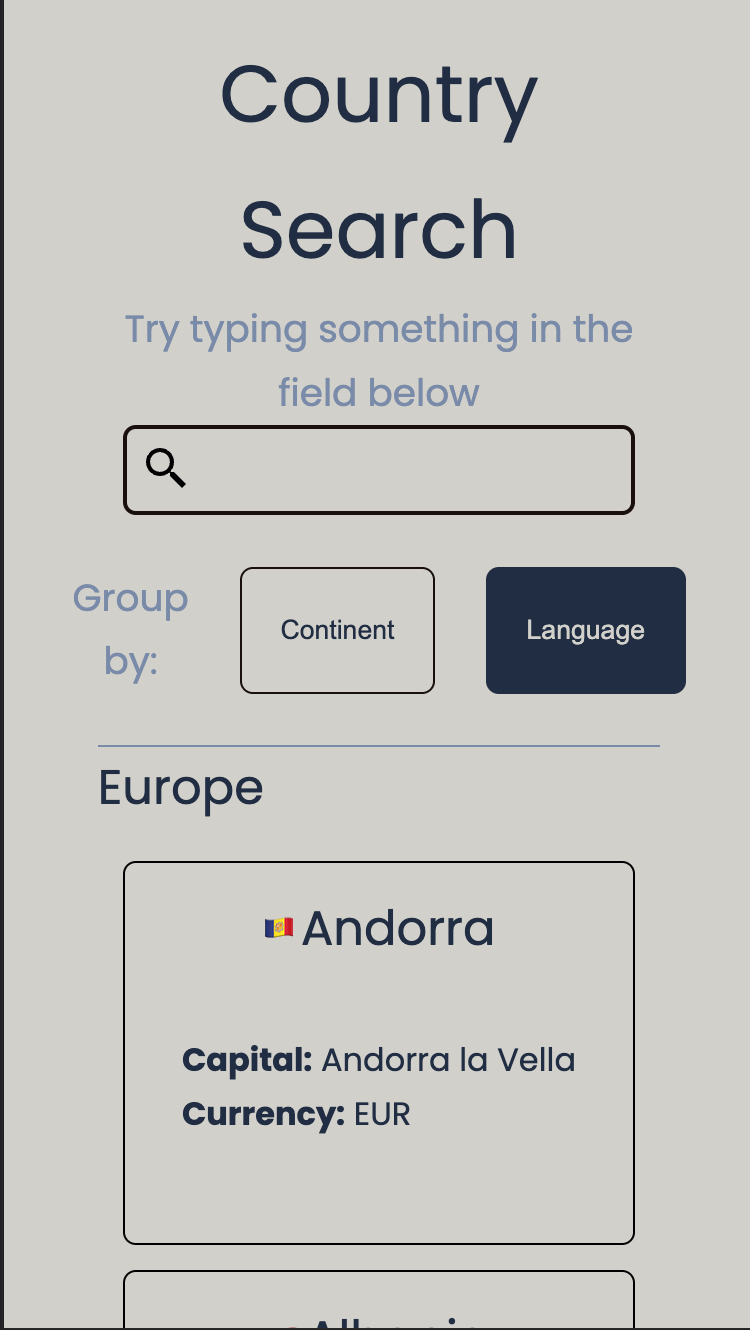 Country
Search
Try typing something in the
field below
Group
by:
Continent
Language
Europe
Andorra
Capital: Andorra la Vella
Currency: EUR